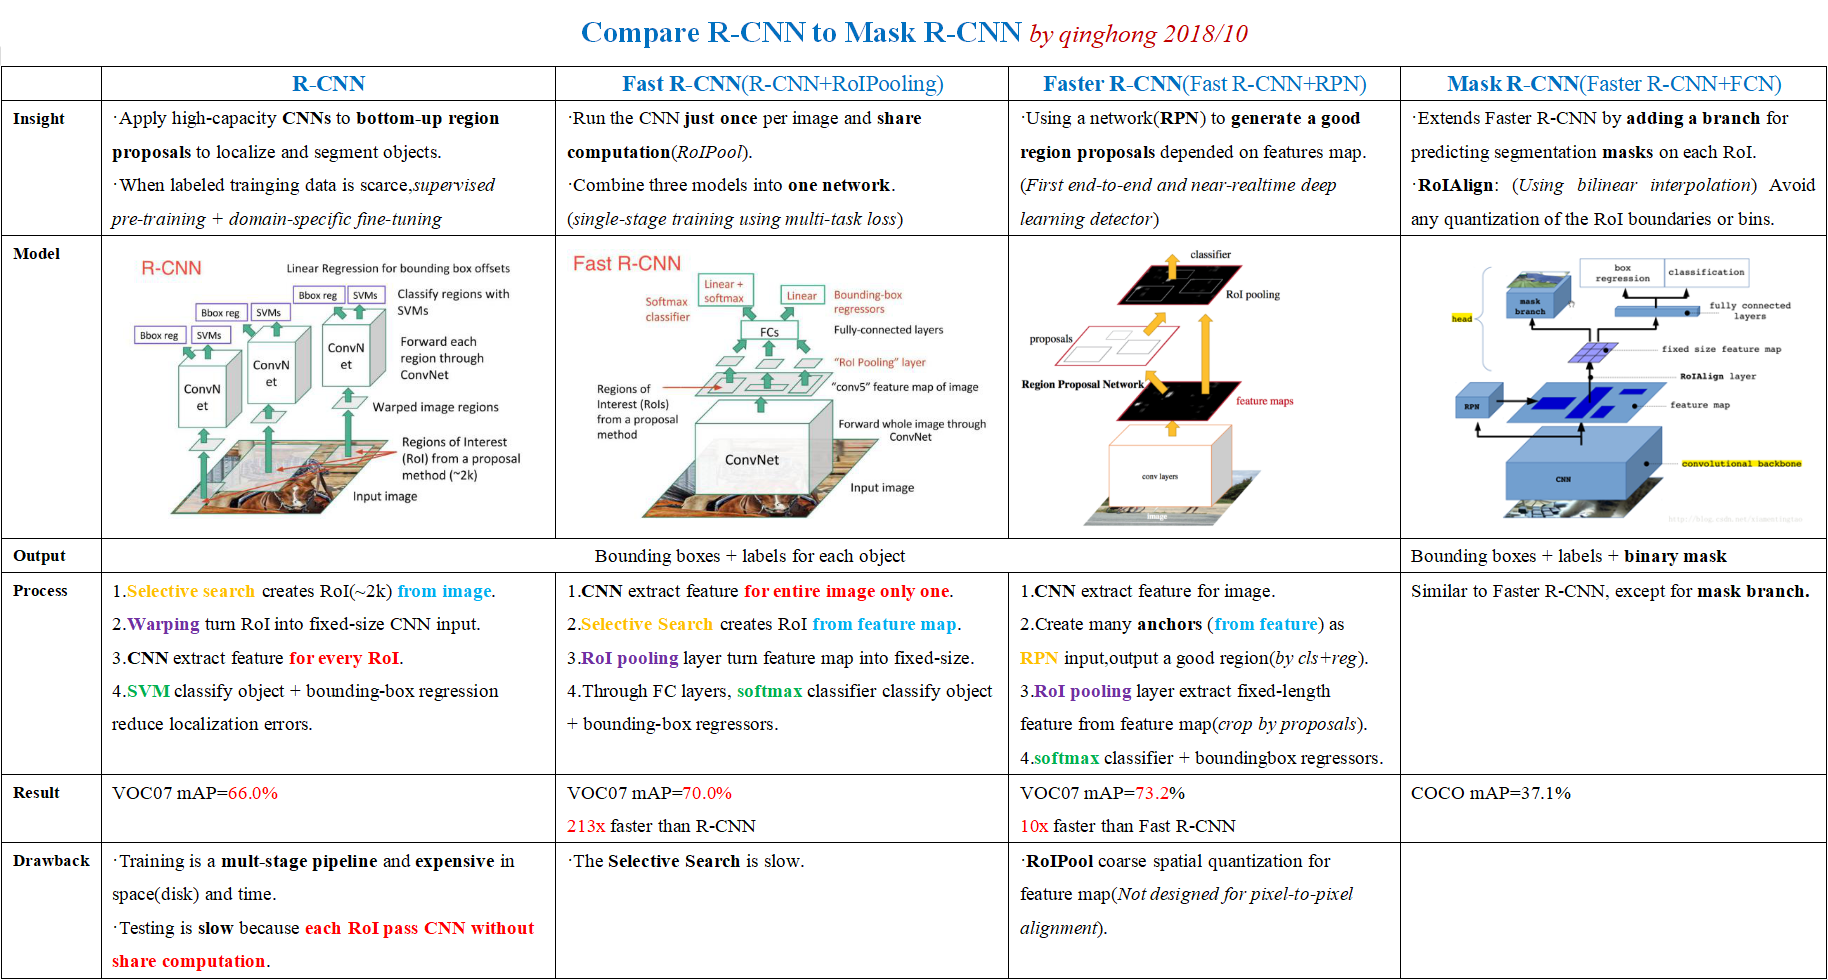 Compare R-CNN to Mask R-CNN by qinghong 2018/10
R-CNN
Fast R-CNN(R-CNN+RoIPooling)
Faster R-CNN(Fast R-CNN+RPN)
Mask R-CNN(Faster R-CNN+FCN)
Insight
·Apply high-capacity CNNs to bottom-up region
proposals to localize and segment objects.
·When labeled trainging data is scarce,supervised
pre-training + domain-specific fine-tuning
·Run the CNN just once per image and share
computation(RoIPool).
·Combine three models into one network.
(single-stage training using multi-task loss)
·Using a network(RPN) to generate a good
region proposals depended on features map.
(First end-to-end and near-realtime deep
learning detector)
·Extends Faster R-CNN by adding a branch for
predicting segmentation masks on each RoI.
·RoIAlign: (Using bilinear interpolation) Avoid
any quantization of the RoI boundaries or bins.
Model
R-CNN
Linear Regression for bounding box offsets
Bbox reg
SVMs
Classify regions with
SVMs
Bbox reg
SVMs
Bbox reg
SVMs
ConvN
et
ConvN
et
ConvN
et
Forward each
region through
ConvNet
Warped image regions
Regions of Interest
(RoI) from a proposal
method (~2k)
Input image
Fast R-CNN
Softmax
classifier
Linear +
softmax
Linear
Bounding-box
regressors
FCs
Fully-connected layers
"RoI Pooling" layer
Regions of
Interest (RoIs)
from a proposal
method
"conv5" feature map of image
Forward whole image through
ConvNet
ConvNet
Input image
classifier
RoI pooling
proposals
Region Proposal Network
feature maps
conv layers
image
box
regression
classification
mask
branch
head
fully connected
layers
fixed size feature map
RoIAlign layer
RPN
feature map
CNN
convolutional backbone
Output
Bounding boxes + labels for each object
Bounding boxes + labels + binary mask
Process
1.Selective search creates RoI(~2k) from image.
2.Warping turn RoI into fixed-size CNN input.
3.CNN extract feature for every RoI.
4.SVM classify object + bounding-box regression
reduce localization errors.
1.CNN extract feature for entire image only one.
2.Selective Search creates RoI from feature map.
3.RoI pooling layer turn feature map into fixed-size.
4.Through FC layers, softmax classifier classify object
+ bounding-box regressors.
1.CNN extract feature for image.
2.Create many anchors (from feature) as
RPN input,output a good region(by cls+reg).
3.RoI pooling layer extract fixed-length
feature from feature map(crop by proposals).
4.softmax classifier + boundingbox regressors.
Similar to Faster R-CNN, except for mask branch.
Result
VOC07 mAP=66.0%
VOC07 mAP=70.0%
213x faster than R-CNN
VOC07 mAP=73.2%
10x faster than Fast R-CNN
COCO mAP=37.1%
Drawback
·Training is a mult-stage pipeline and expensive in
space(disk) and time.
·Testing is slow because each RoI pass CNN without
share computation.
·The Selective Search is slow.
·RoIPool coarse spatial quantization for
feature map(Not designed for pixel-to-pixel
alignment).